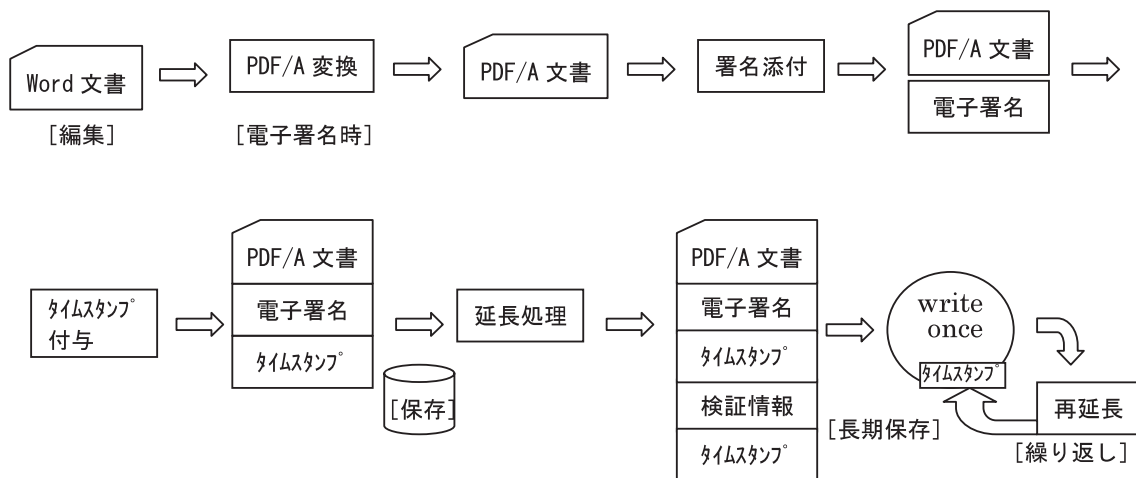 Word 文書
[編集]
PDF/A 変換
[電子署名時]
PDF/A 文書
署名添付
PDF/A 文書
電子署名
ﾀｲﾑｽﾀﾝﾌﾟ
付与
PDF/A 文書
電子署名
ﾀｲﾑｽﾀﾝﾌﾟ
[保存]
延長処理
PDF/A 文書
電子署名
ﾀｲﾑｽﾀﾝﾌﾟ
検証情報
ﾀｲﾑｽﾀﾝﾌﾟ
[長期保存]
write
once
ﾀｲﾑｽﾀﾝﾌﾟ
再延長
[繰り返し]